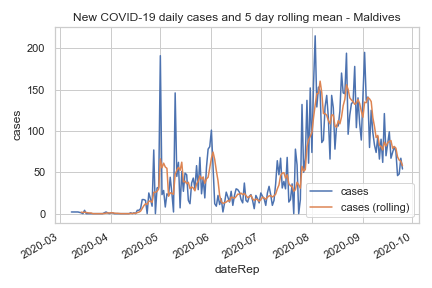 New COVID-19 daily cases and 5 day rolling mean - Maldives
200
150
100
50
0
cases
cases
cases (rolling)
2020-03
2020-04
2020-05
2020-06
2020-07
2020-08
2020-09
2020-10
dateRep